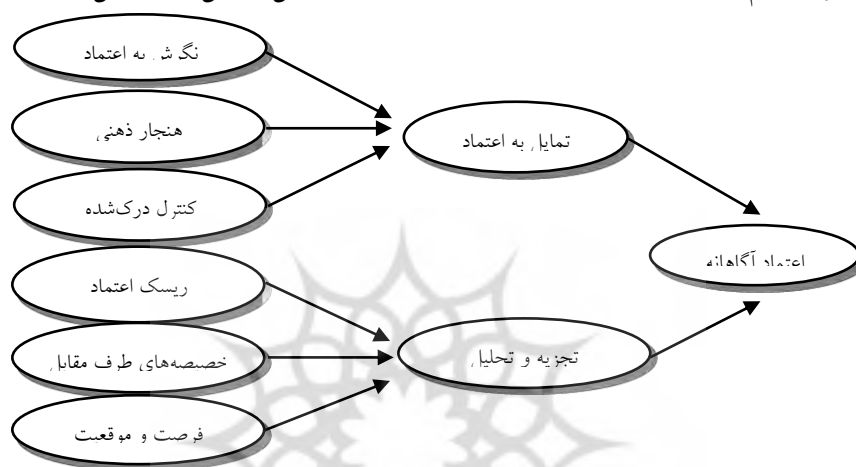 نگرش به اعتماد
هنجار ذهنی
تمایل به اعتماد
کنترل درک‌شده
اعتماد آگاهانه
ریسک اعتماد
خصیصه‌های طرف مقابل
تجزیه و تحلیل
فرصت و موقعیت